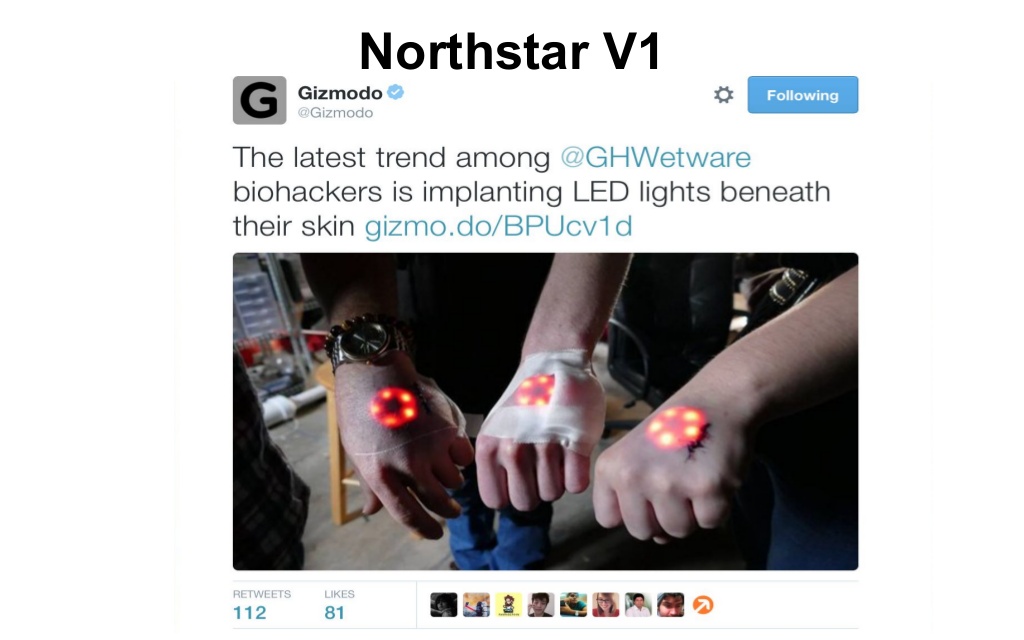 Northstar V1
G
Gizmodo
@Gizmodo
Following
The latest trend among @GHWetware
biohackers is implanting LED lights beneath
their skin gizmo.do/BPUcv1d
RETWEETS
LIKES
112
81